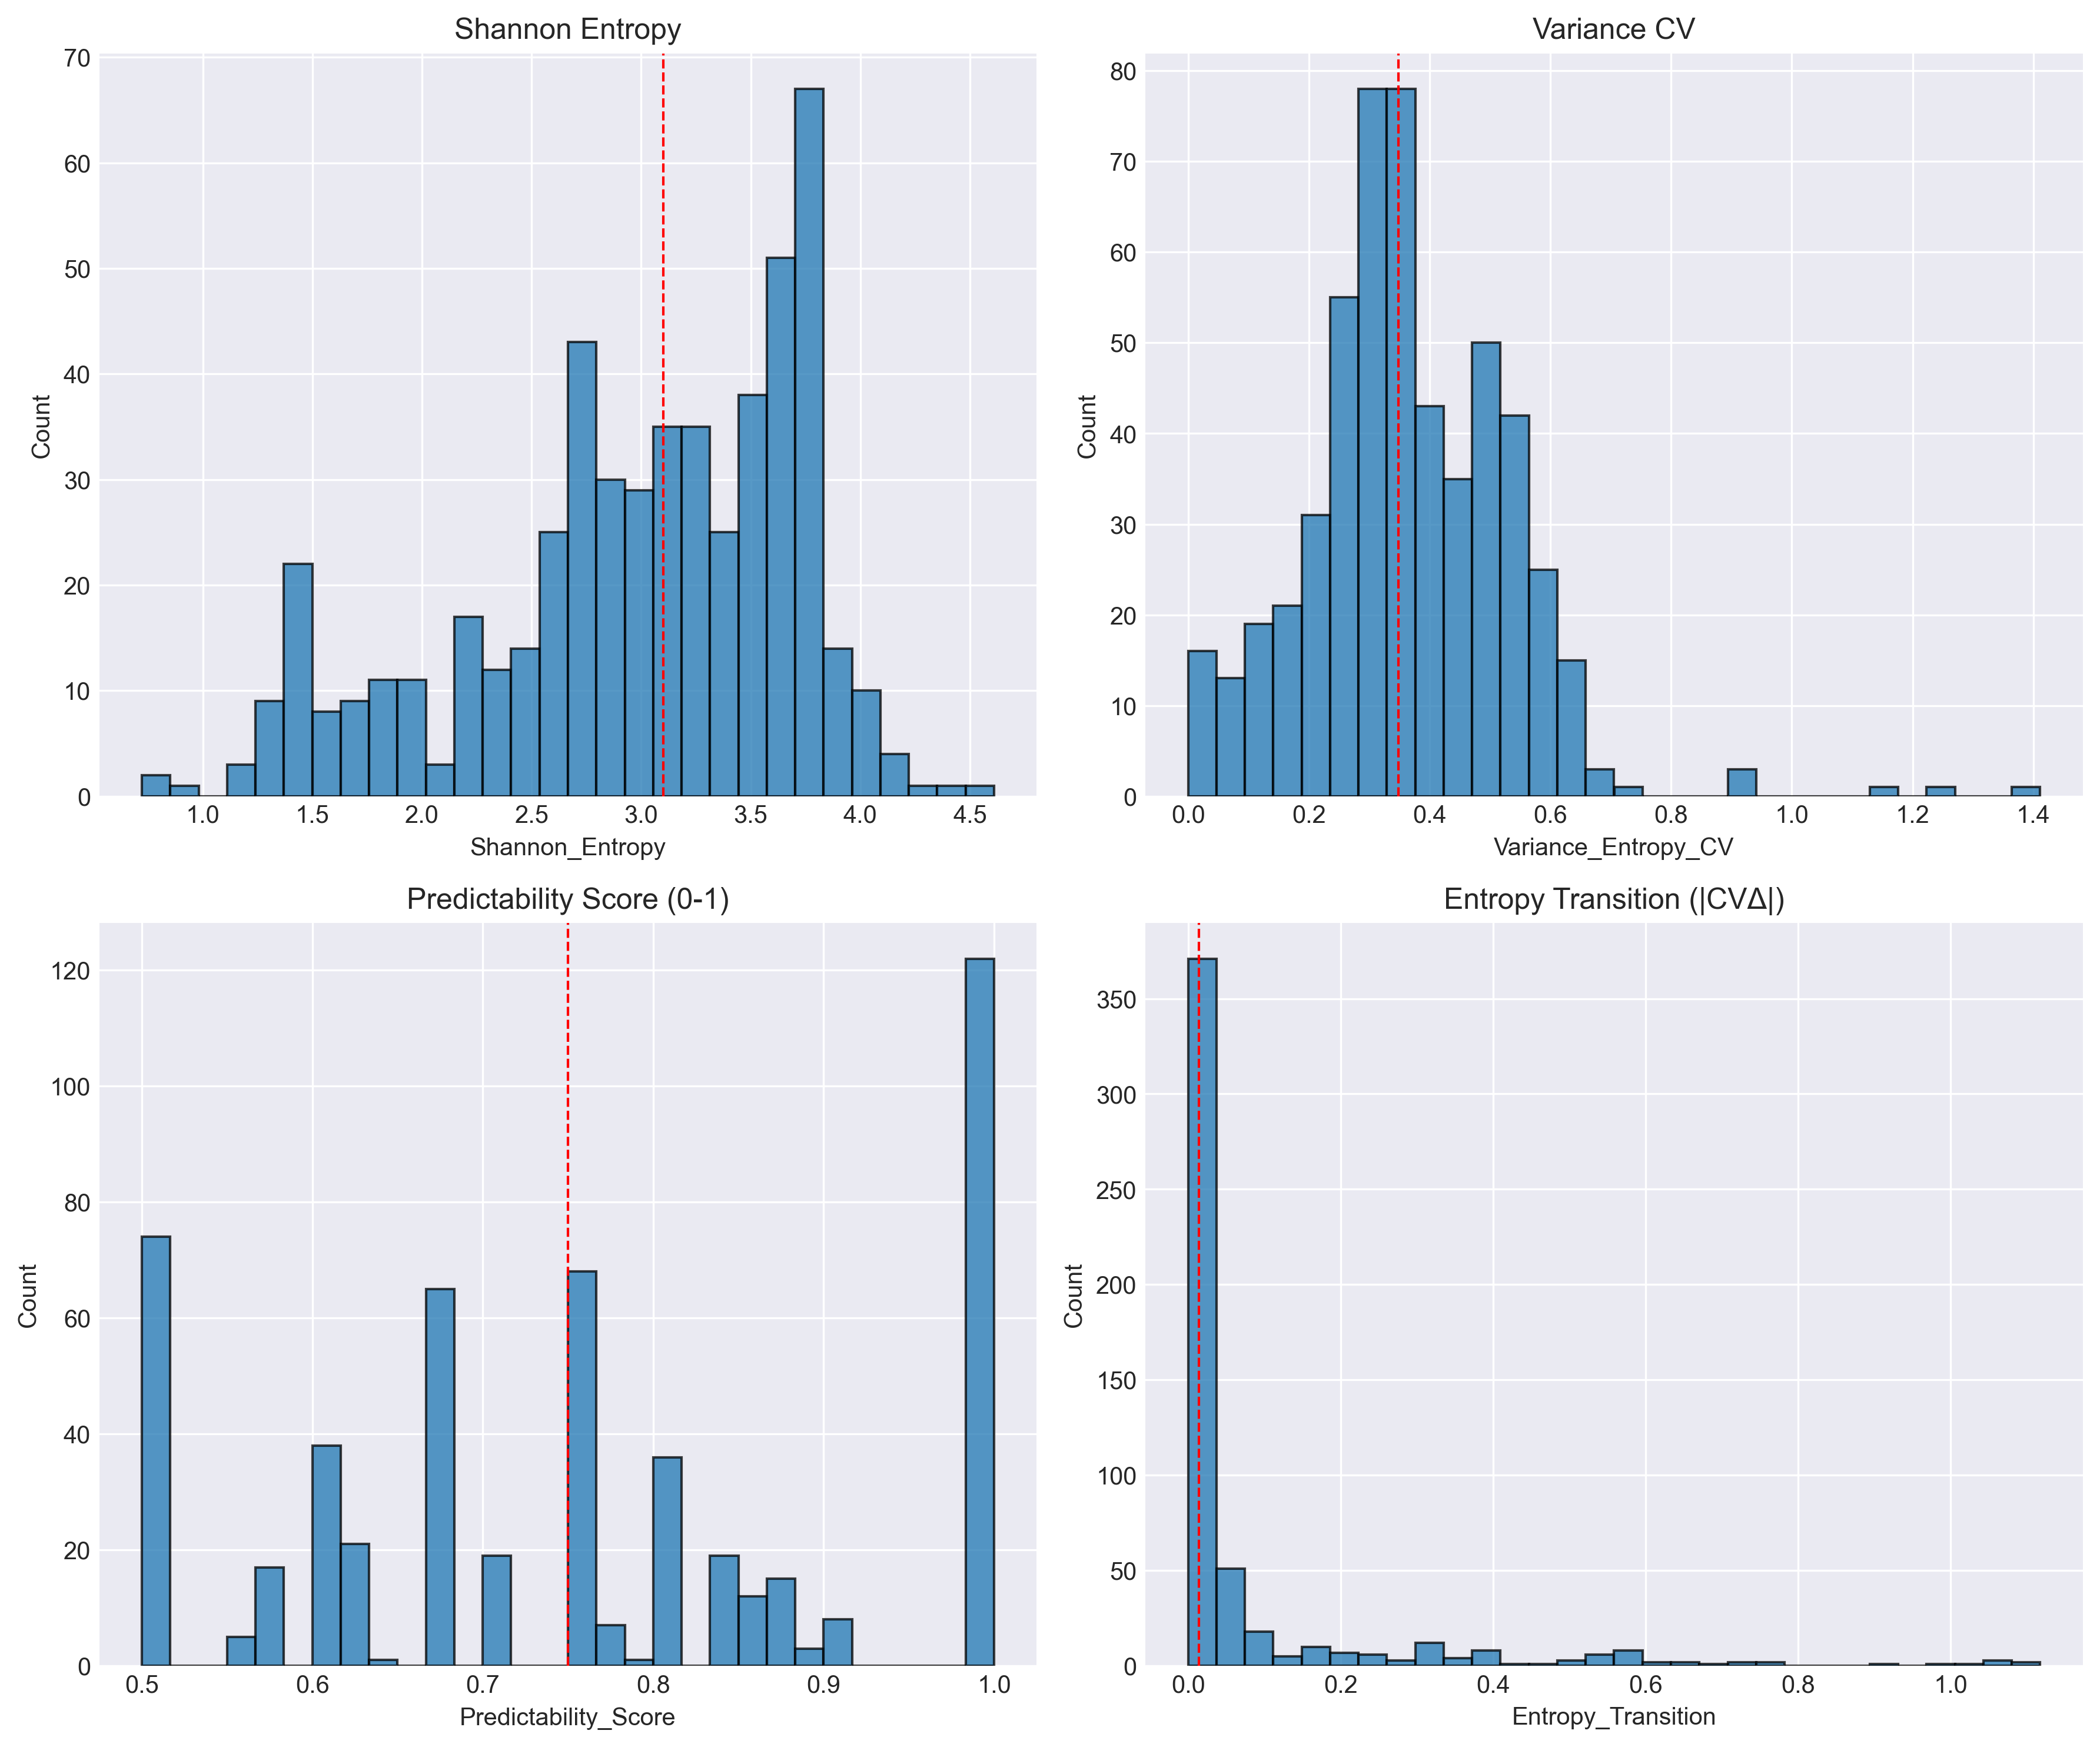 Shannon Entropy
70
60
50
40
30
20
10
0
Count
1.0 1.5 2.0 2.5 3.0 3.5 4.0 4.5
Shannon_Entropy
Variance CV
80
70
60
50
40
30
20
10
0
Count
0.0 0.2 0.4 0.6 0.8 1.0 1.2 1.4
Variance_Entropy_CV
Predictability Score (0-1)
120
100
80
60
40
20
0
Count
0.5 0.6 0.7 0.8 0.9 1.0
Predictability_Score
Entropy Transition (|CVΔ|)
350
300
250
200
150
100
50
0
Count
0.0 0.2 0.4 0.6 0.8 1.0
Entropy_Transition